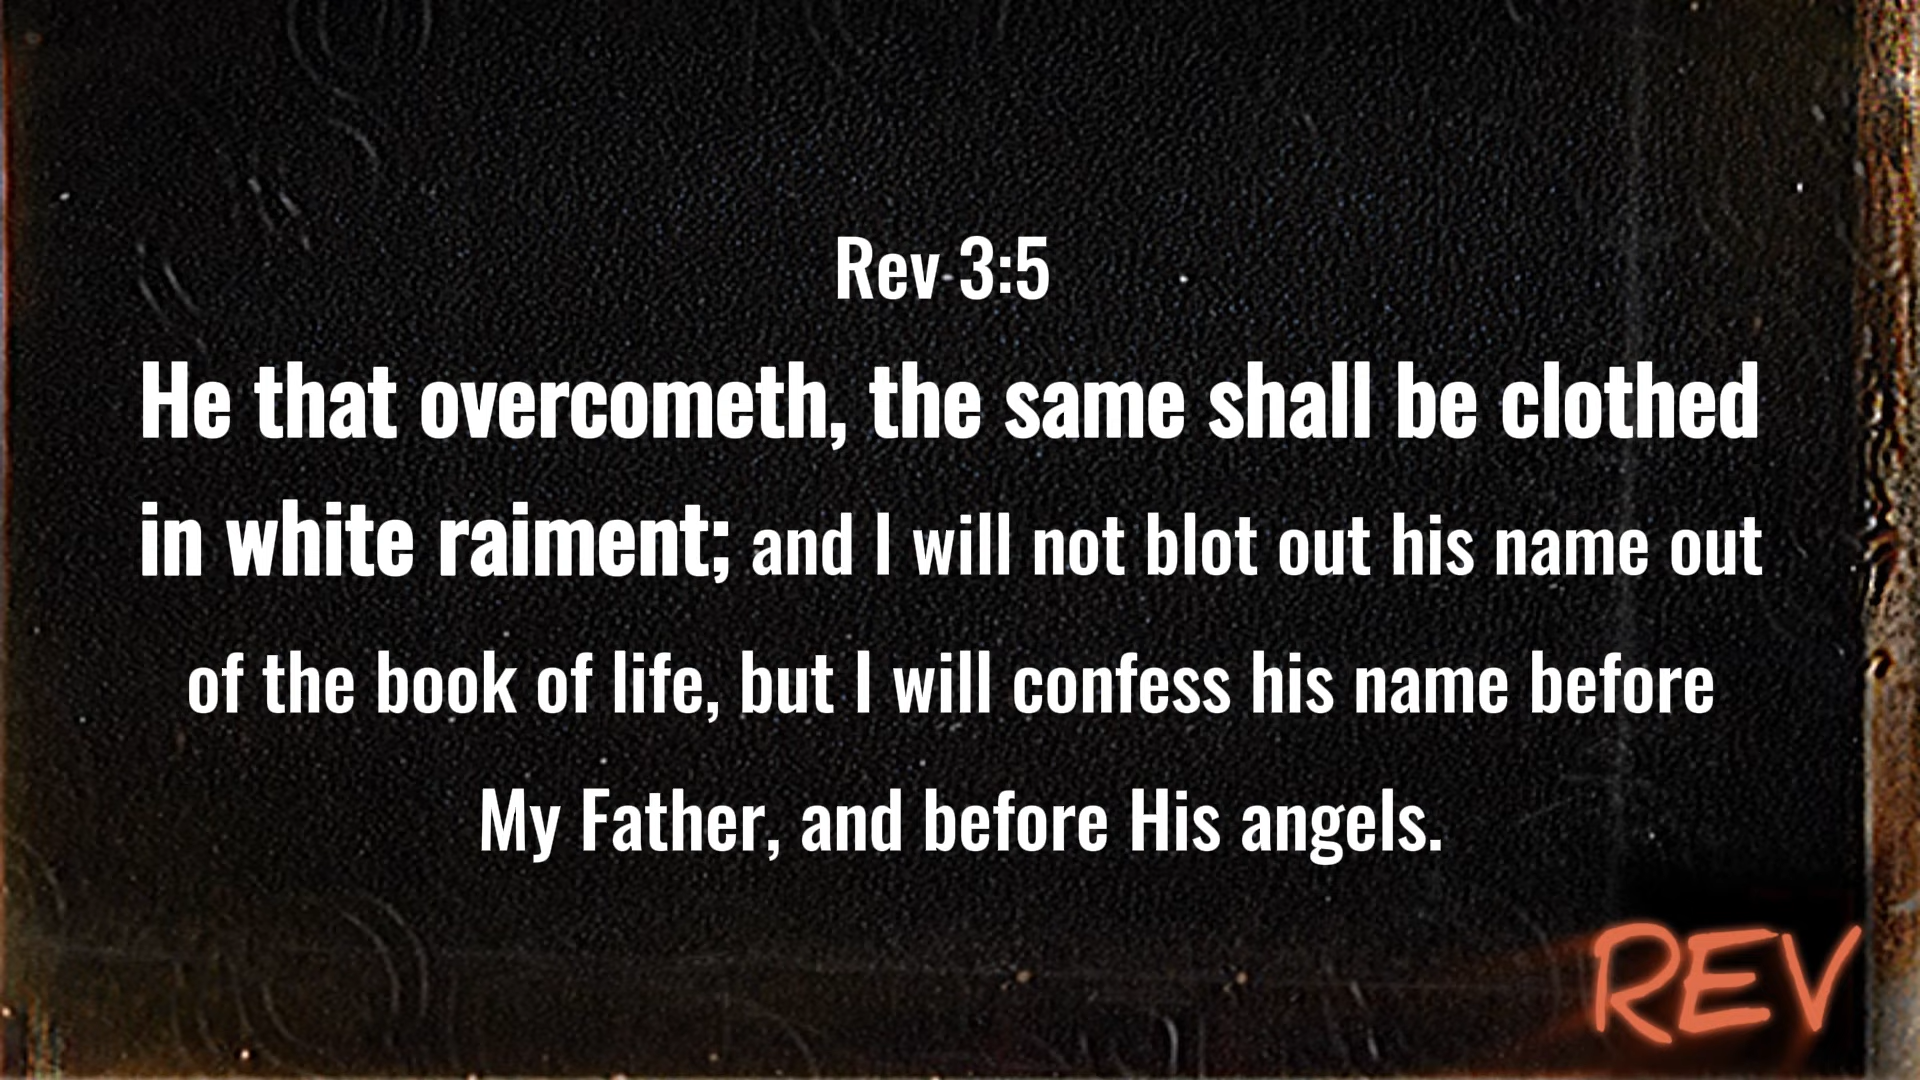 Rev 3:5
He that overcometh, the same shall be clothed
in white raiment; and I will not blot out his name out
of the book of life, but I will confess his name before
My Father, and before His angels.
REV